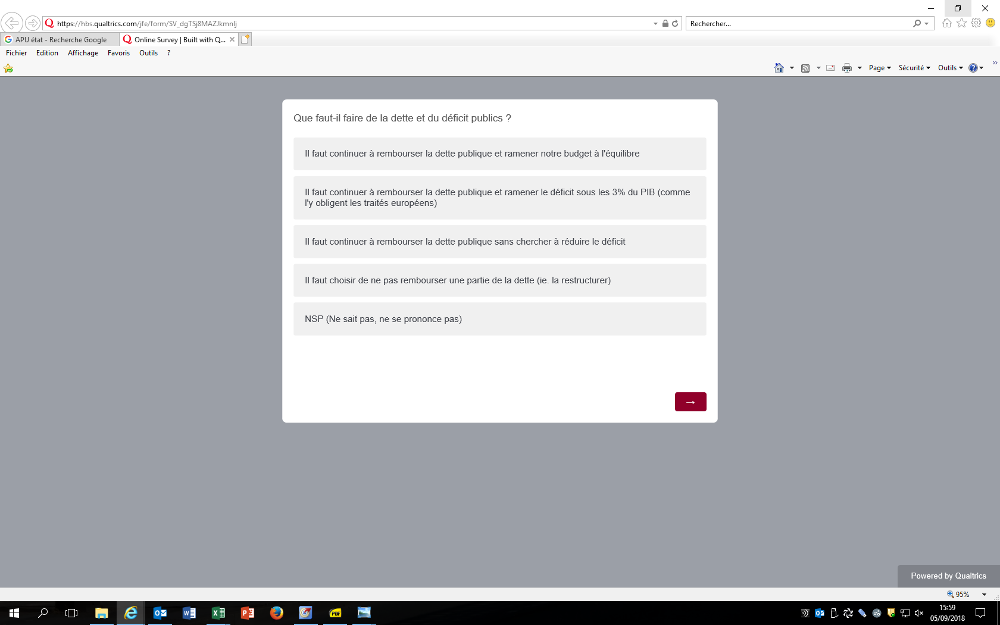 https://hbs.qualtrics.com/jfe/form/SV_dgTSj8MAZJkmnlj
Rechercher...
APU état - Recherche Google
Online Survey | Built with Q...
Fichier Edition Affichage Favoris Outils ?
Page Sécurité Outils
Que faut-il faire de la dette et du déficit publics ?
Il faut continuer à rembourser la dette publique et ramener notre budget à l'équilibre
Il faut continuer à rembourser la dette publique et ramener le déficit sous les 3% du PIB (comme
l'y obligent les traités européens)
Il faut continuer à rembourser la dette publique sans chercher à réduire le déficit
Il faut choisir de ne pas rembourser une partie de la dette (ie. la restructurer)
NSP (Ne sait pas, ne se prononce pas)
→
Powered by Qualtrics
95%
15:59
05/09/2018